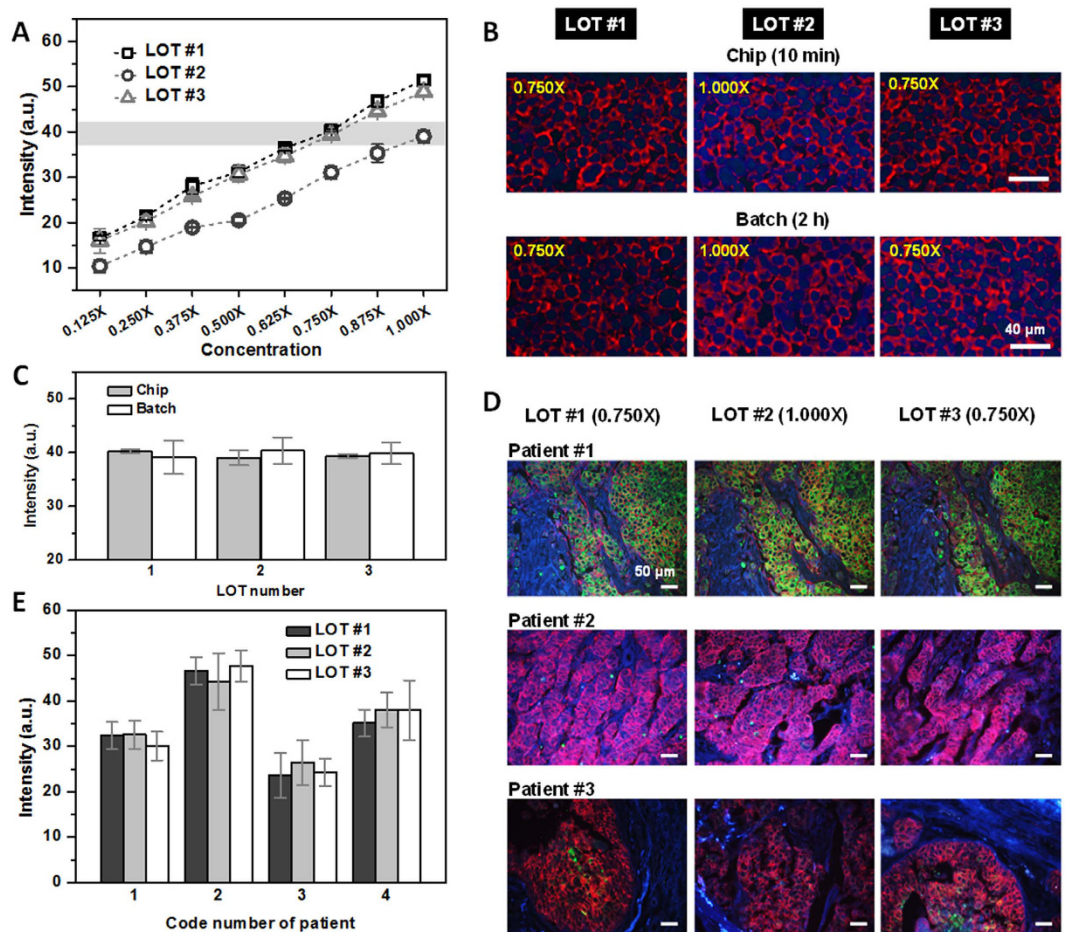 A
LOT #1
LOT #2
LOT #3
Intensity (a.u.)
60
50
40
30
20
10
0.125X
0.250X
0.375X
0.500X
0.625X
0.750X
0.875X
1.000X
Concentration
B
LOT #1 LOT #2 LOT #3
Chip (10 min)
0.750X 1.000X 0.750X
Batch (2 h)
0.750X 1.000X 0.750X
40 µm
C
Chip
Batch
Intensity (a.u.)
50
40
30
20
1 2 3
LOT number
D
LOT #1 (0.750X) LOT #2 (1.000X) LOT #3 (0.750X)
Patient #1
50 µm
Patient #2
Patient #3
E
LOT #1
LOT #2
LOT #3
Intensity (a.u.)
60
50
40
30
20
10
0
1 2 3 4
Code number of patient